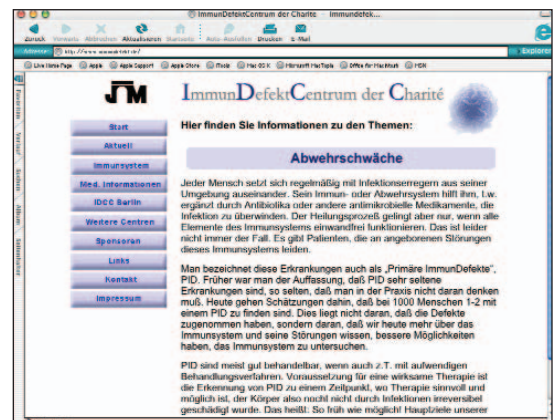 ImmunDefektCentrum der Charite - Immundefek...
Zurück Vorwärts Abbrechen Aktualisieren Startseite Auto-Ausfüllen Drucken E-Mail
Adresse: Explore
Live Home Page Apple Apple Support Apple Store iTools Mac OS X Microsoft MacTopia Office for Macintosh MSN
Favoriten
Verlauf
Suchen
Album
Seitenhalter
ImmunDefektCentrum der Charité
Start
Aktuell
Immunsystem
Med. Informationen
IDCC Berlin
Weitere Centren
Sponsoren
Links
Kontakt
Impressum
Hier finden Sie Informationen zu den Themen:
Abwehrschwäche
Jeder Mensch setzt sich regelmäßig mit Infektionserregern aus seiner
Umgebung auseinander. Sein Immun- oder Abwehrsystem hilft ihm, t.w.
ergänzt durch Antibiotika oder andere antimikrobielle Medikamente, die
Infektion zu überwinden. Der Heilungsprozeß gelingt aber nur, wenn alle
Elemente des Immunsystems einwandfrei funktionieren. Das ist leider
nicht immer der Fall. Es gibt Patienten, die an angeborenen Störungen
dieses Immunsystems leiden.
Man bezeichnet diese Erkrankungen auch als „Primäre ImmunDefekte“,
PID. Früher war man der Auffassung, daß PID sehr seltene
Erkrankungen sind, so selten, daß man in der Praxis nicht daran denken
muß. Heute gehen Schätzungen dahin, daß bei 1000 Menschen 1-2 mit
einem PID zu finden sind. Dies liegt nicht daran, daß die Defekte
zugenommen haben, sondern daran, daß wir heute mehr über das
Immunsystem und seine Störungen wissen, bessere Möglichkeiten
haben, das Immunsystem zu untersuchen.
PID sind meist gut behandelbar, wenn auch z.T. mit aufwendigen
Behandlungsverfahren. Voraussetzung für eine wirksame Therapie ist
die Erkennung von PID zu einem Zeitpunkt, wo Therapie sinnvoll und
möglich ist, der Körper also nocht nicht durch Infektionen irreversibel
geschädigt wurde. Das heißt: So früh wie möglich! Hauptziele unserer